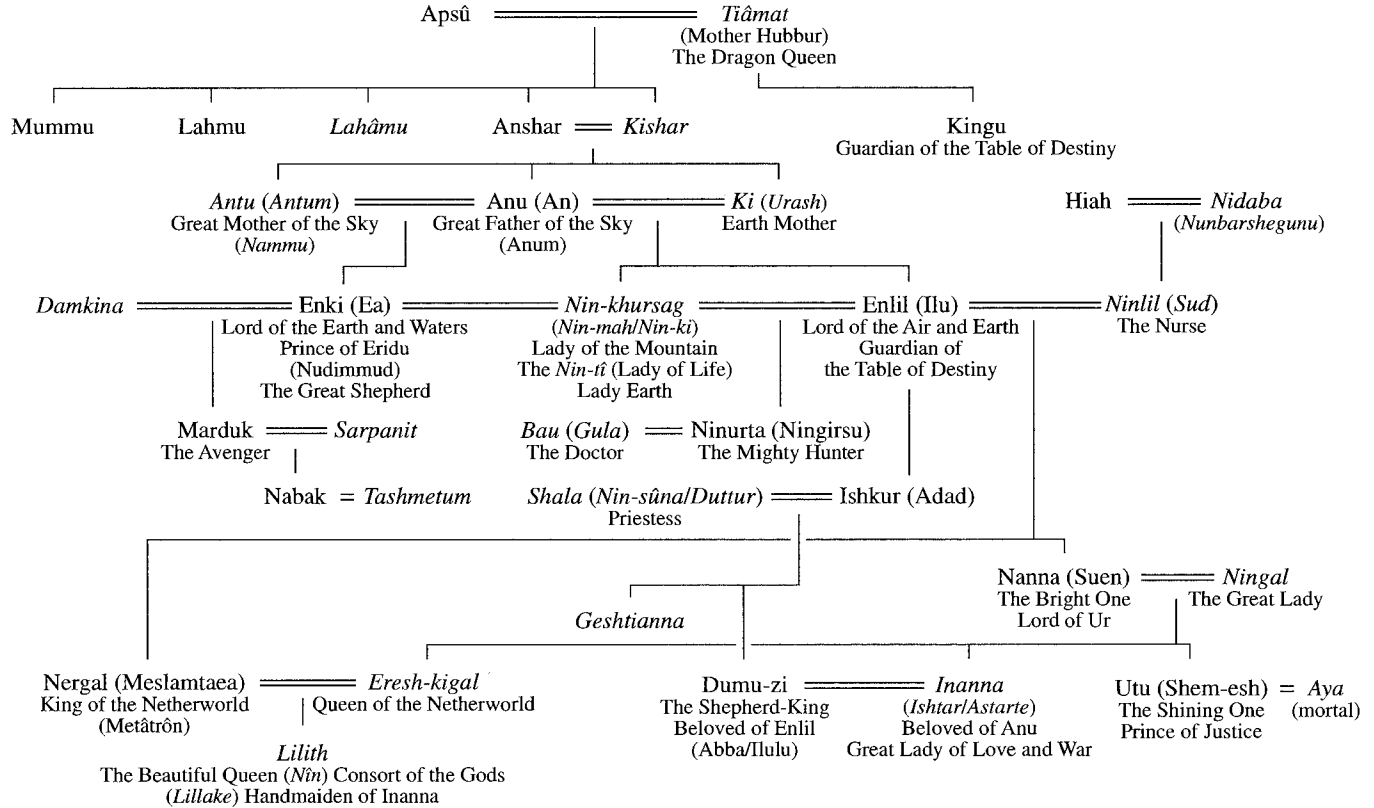 Apsû Tiâmat
(Mother Hubbur)
The Dragon Queen
Mummu Lahmu Lahâmu Anshar Kishar Kingu
Guardian of the Table of Destiny
Antu (Antum) Anu (An) Ki (Urash) Hiah Nidaba
Great Mother of the Sky Great Father of the Sky Earth Mother (Nunbarshegunu)
(Nammu) (Anum)
Damkina Enki (Ea) Nin-khursag Enlil (Ilu) Ninlil (Sud)
Lord of the Earth and Waters (Nin-mah/Nin-ki) Lord of the Air and Earth The Nurse
Prince of Eridu Lady of the Mountain Guardian of
(Nudimmud) The Nin-tî (Lady of Life) the Table of Destiny
The Great Shepherd Lady Earth
Marduk Sarpanit Bau (Gula) Ninurta (Ningirsu)
The Avenger The Doctor The Mighty Hunter
Nabak = Tashmetum Shala (Nin-sûna/Duttur) Ishkur (Adad)
Priestess
Nanna (Suen) Ningal
The Bright One The Great Lady
Lord of Ur
Geshtianna
Nergal (Meslamtaea) Eresh-kigal Dumu-zi Inanna Utu (Shem-esh) = Aya
King of the Netherworld Queen of the Netherworld The Shepherd-King (Ishtar/Astarte) The Shining One (mortal)
(Metâtrôn) Beloved of Enlil Beloved of Anu Prince of Justice
(Abba/Ilulu) Great Lady of Love and War
Lilith
The Beautiful Queen (Nîn) Consort of the Gods
(Lillake) Handmaiden of Inanna